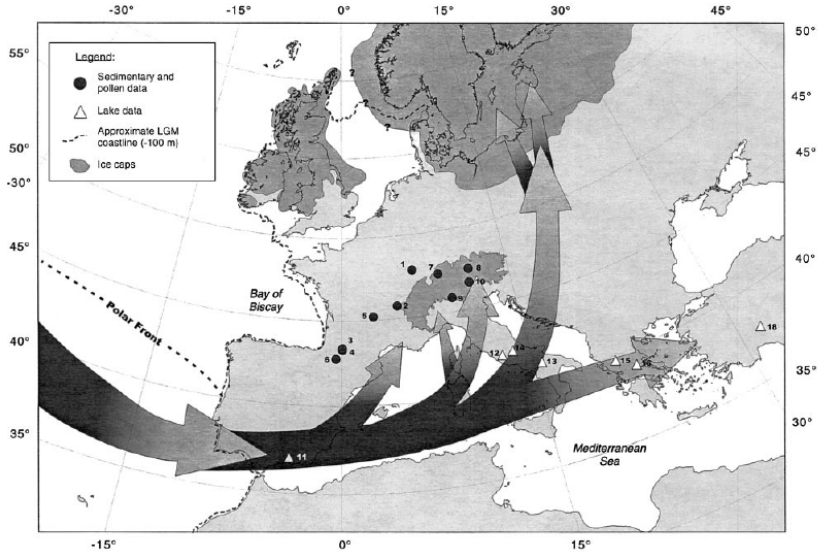 -30° -15° 0° 15° 30° 45°
55°
50°
-30°
45°
40°
35°
50°
45°
45°
40°
35°
30°
Legend:
Sedimentary and
pollen data
Lake data
Approximate LGM
coastline (-100 m)
Ice caps
?
?
?
?
1
7
8
10
Bay of
Biscay
2
9
5
Polar Front
3
4
6
12
14
13
15
18
11
Mediterranean
Sea
-15° 0° 15°